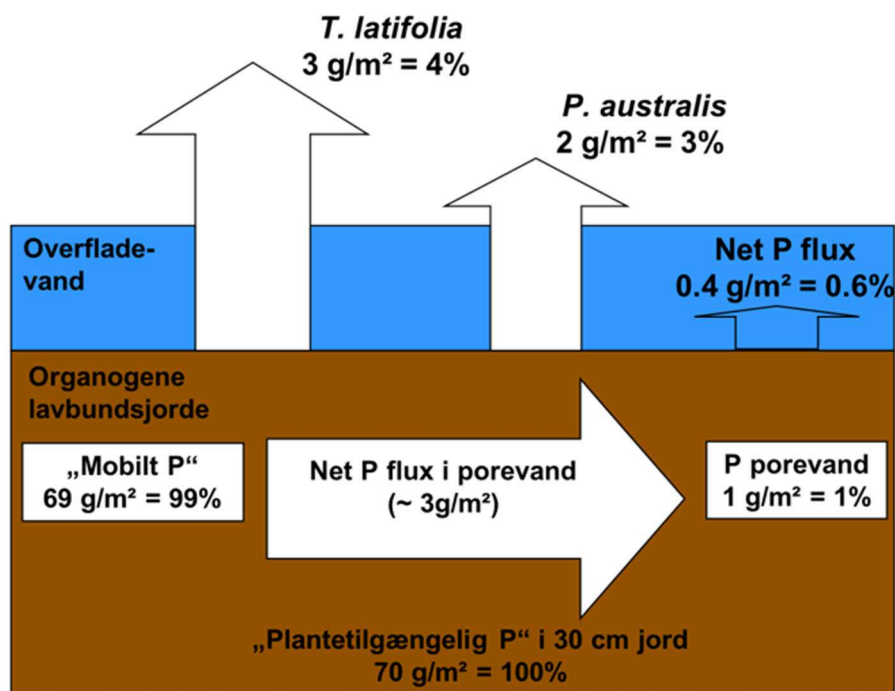 T. latifolia
3 g/m² = 4%
P. australis
2 g/m² = 3%
Overflade-
vand
Net P flux
0.4 g/m² = 0.6%
Organogene
lavbundsjorde
„Mobilt P“
69 g/m² = 99%
Net P flux i porevand
(~ 3g/m²)
P porevand
1 g/m² = 1%
„Plantetilgængelig P“ i 30 cm jord
70 g/m² = 100%